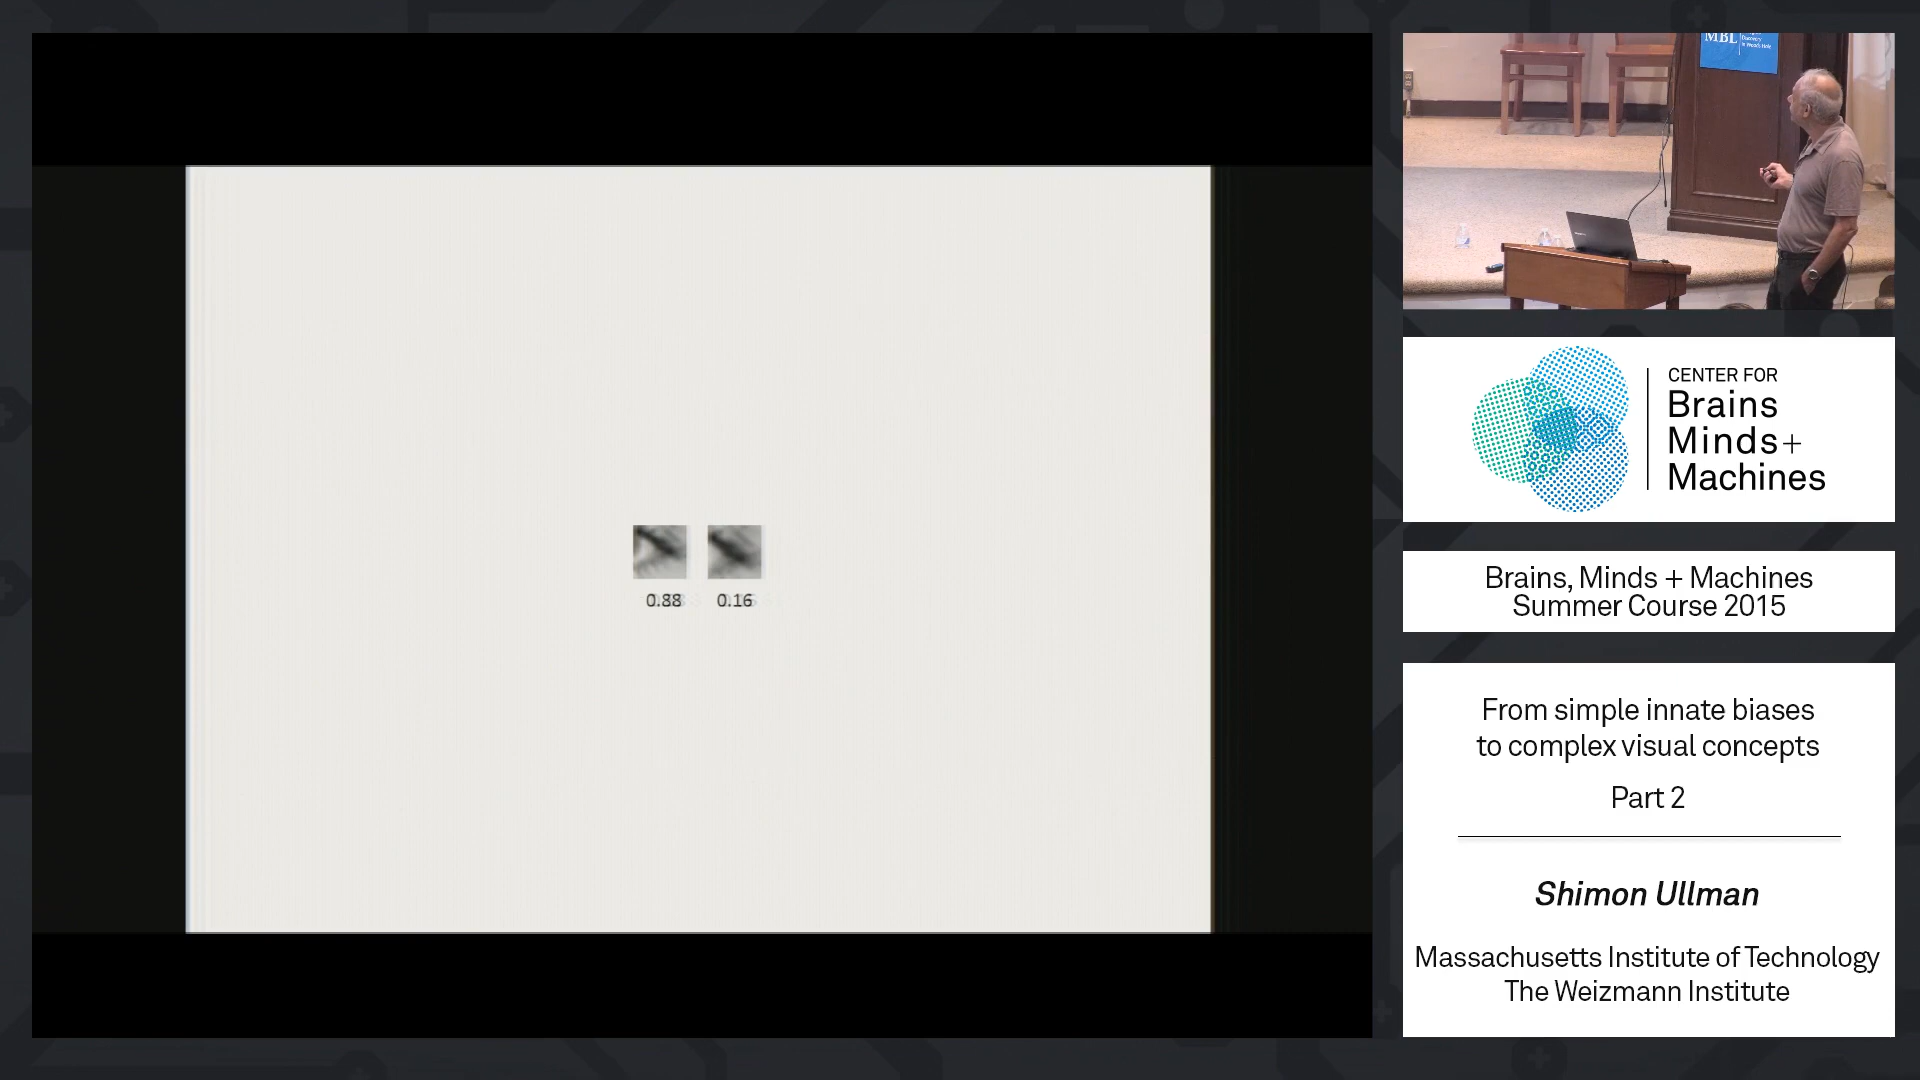 0.88 0.16
MBL
CENTER FOR
Brains
Minds+
Machines
Brains, Minds + Machines
Summer Course 2015
From simple innate biases
to complex visual concepts
Part 2
Shimon Ullman
Massachusetts Institute of Technology
The Weizmann Institute